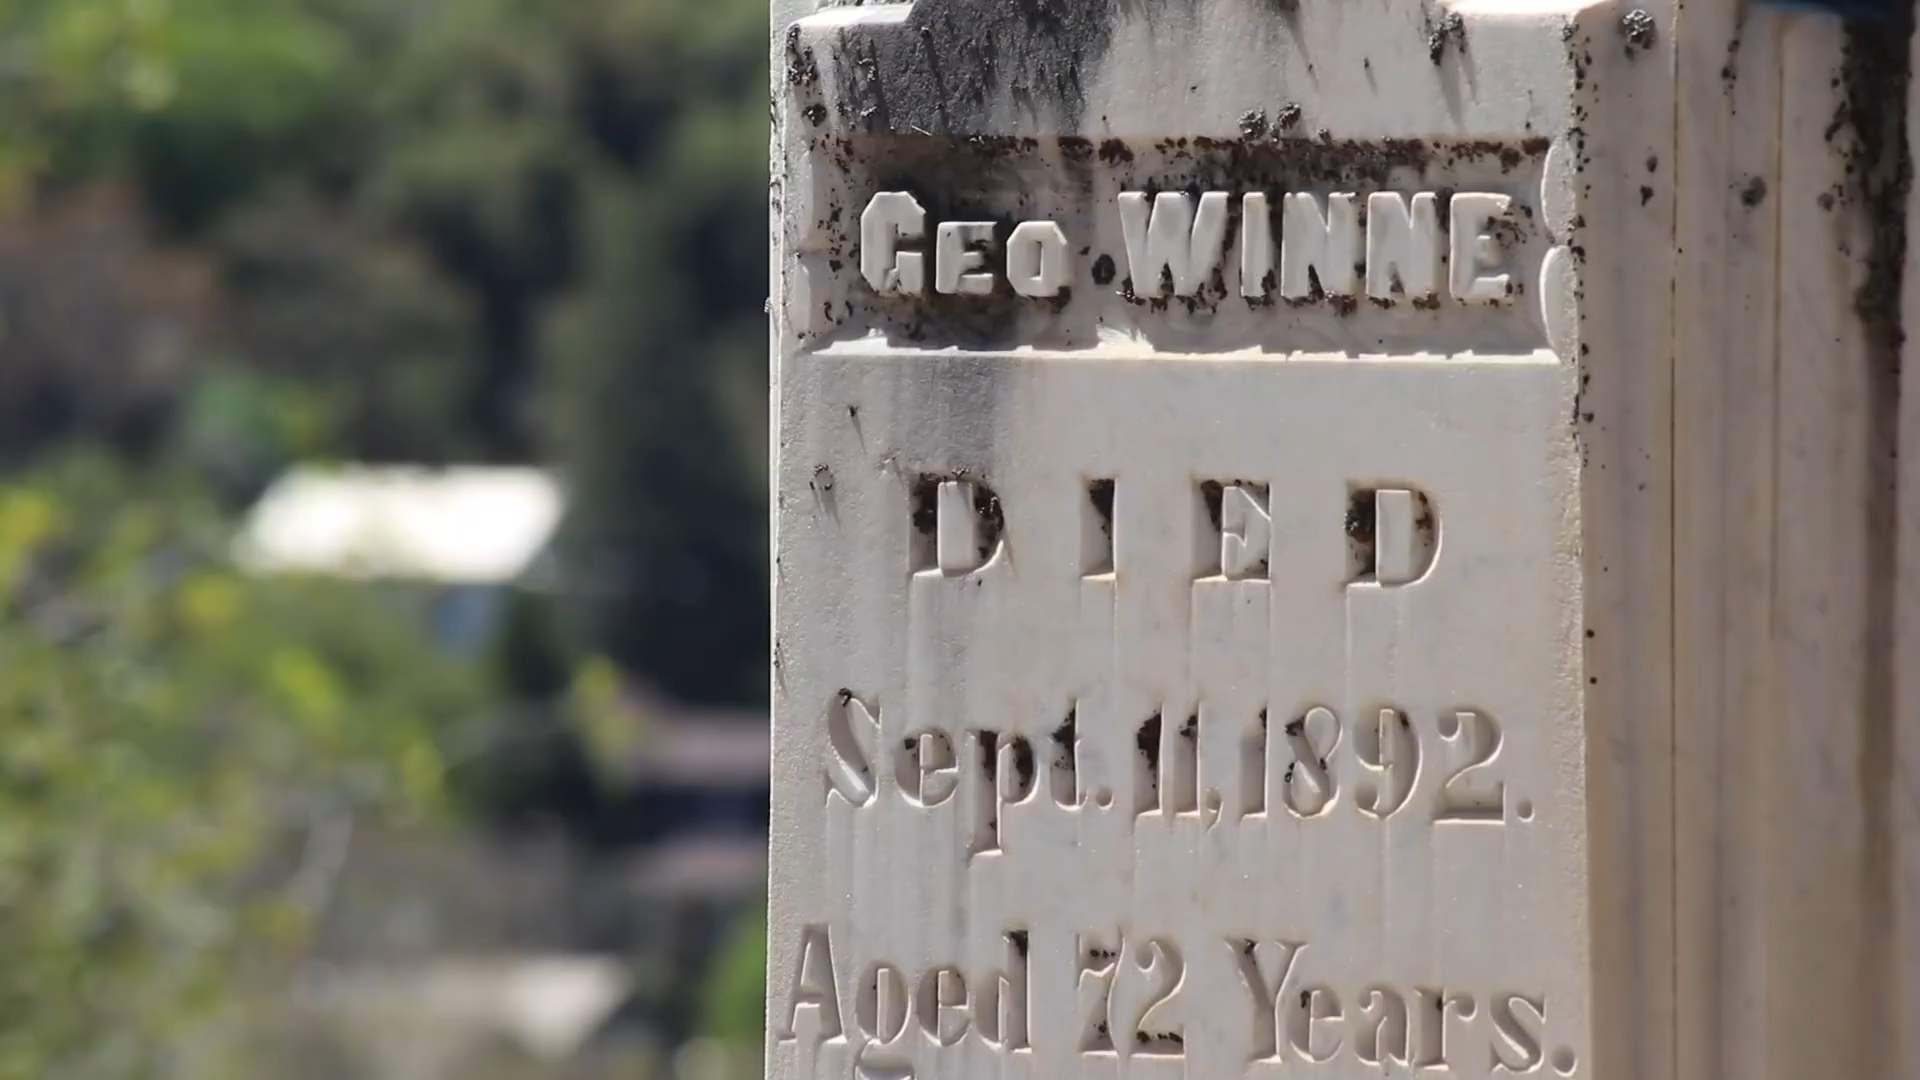 GEO. WINNE
DIED
Sept. 11, 1892.
Aged 72 Years.